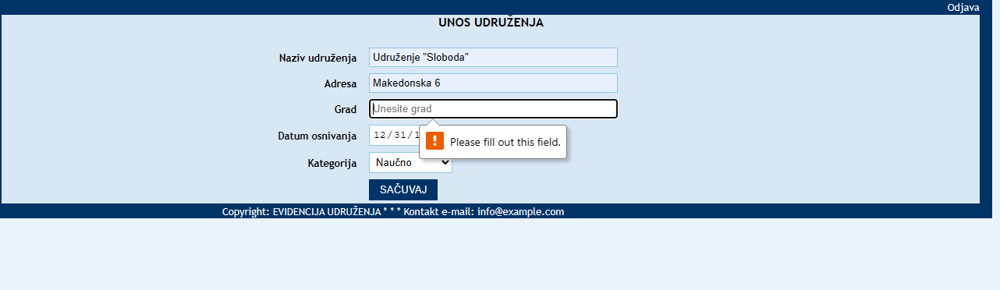 Odjava
UNOS UDRUŽENJA
Naziv udruženja Udruženje "Sloboda"
Adresa Makedonska 6
Grad Unesite grad
Please fill out this field.
Datum osnivanja 12/31/1
Kategorija Naučno
SAČUVAJ
Copyright: EVIDENCIJA UDRUŽENJA * * * Kontakt e-mail: info@example.com